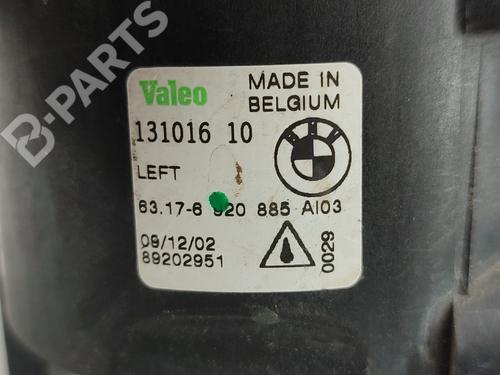 B-PARTS
Valeo
MADE IN
BELGIUM
131016 10
LEFT
63.17-6 920 885 AI03
09/12/02
89202951
0029